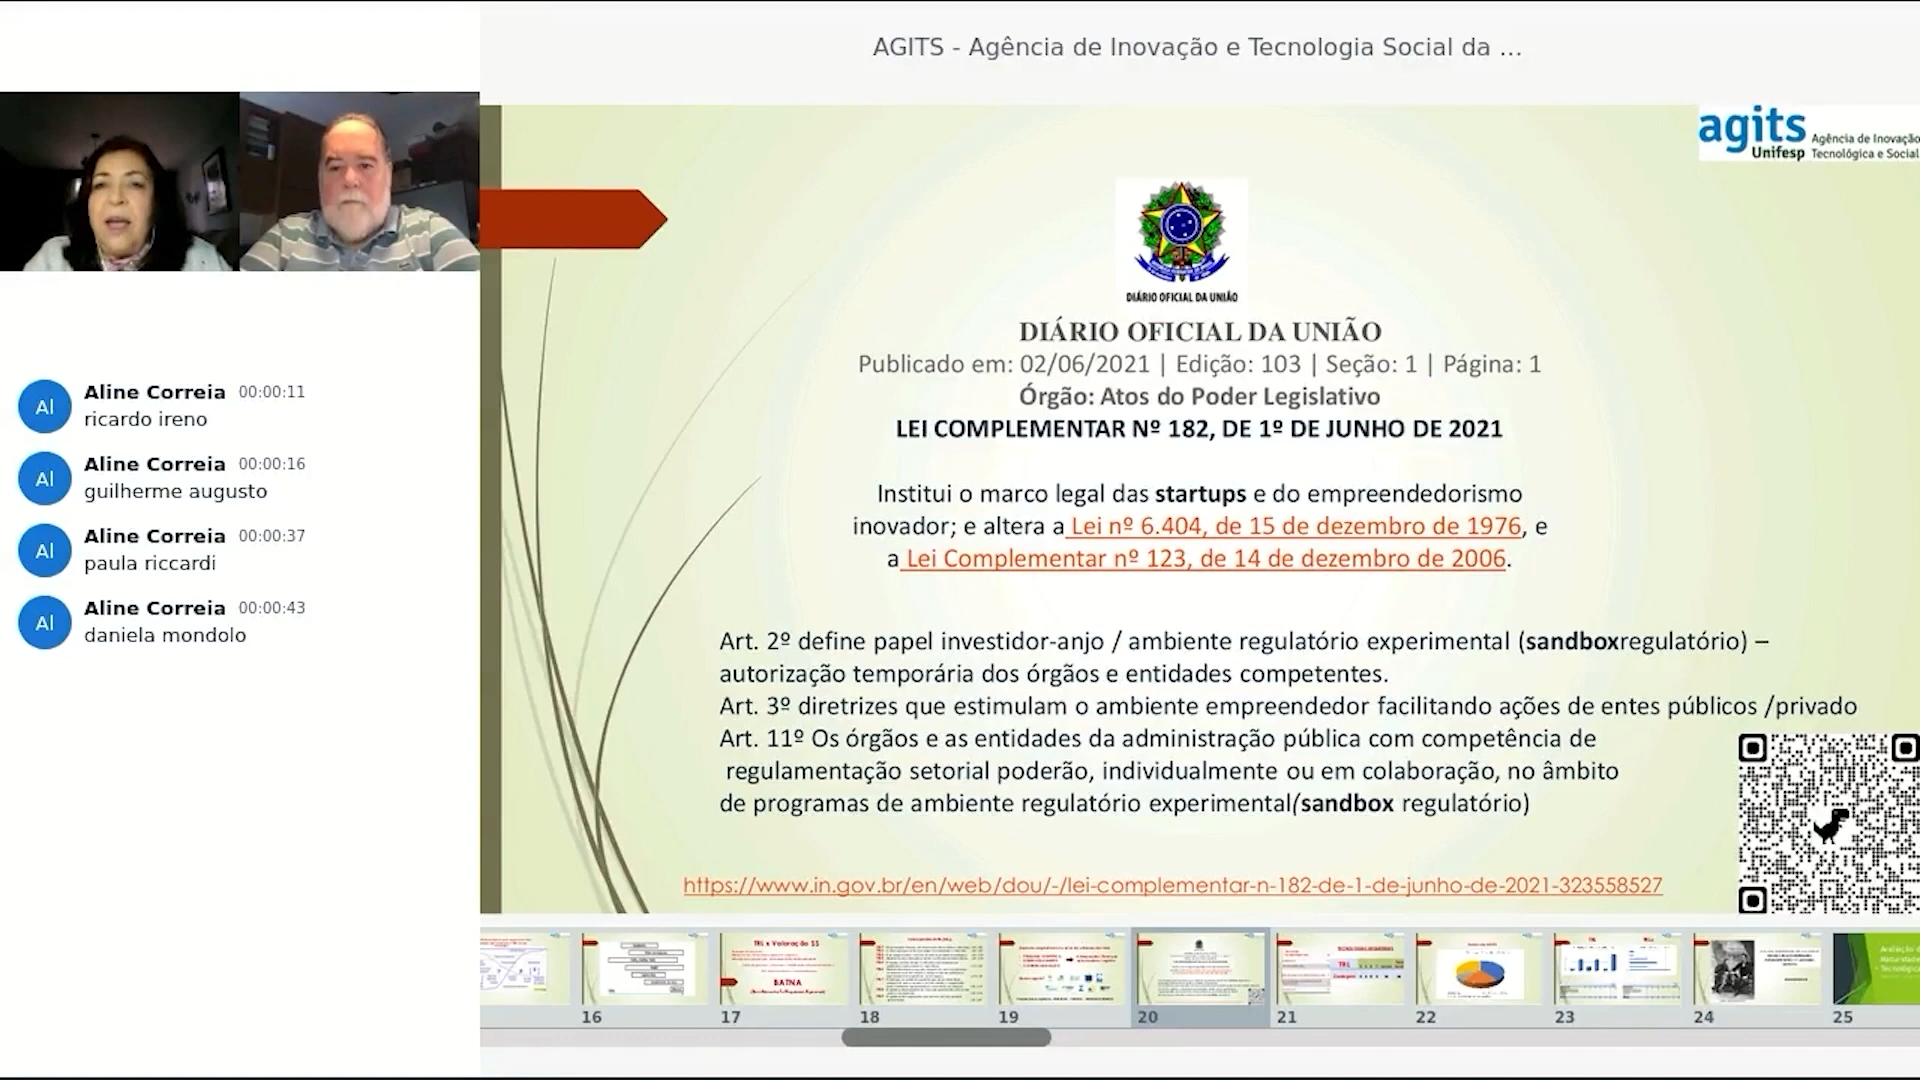 AGITS - Agência de Inovação e Tecnologia Social da ...
agits
Unifesp
Agência de Inovação
Tecnológica e Social
DIÁRIO OFICIAL DA UNIÃO
DIÁRIO OFICIAL DA UNIÃO
Publicado em: 02/06/2021 | Edição: 103 | Seção: 1 | Página: 1
Órgão: Atos do Poder Legislativo
LEI COMPLEMENTAR Nº 182, DE 1º DE JUNHO DE 2021
Institui o marco legal das startups e do empreendedorismo
inovador; e altera a Lei nº 6.404, de 15 de dezembro de 1976, e
a Lei Complementar nº 123, de 14 de dezembro de 2006.
Art. 2º define papel investidor-anjo / ambiente regulatório experimental (sandboxregulatório) –
autorização temporária dos órgãos e entidades competentes.
Art. 3º diretrizes que estimulam o ambiente empreendedor facilitando ações de entes públicos /privado
Art. 11º Os órgãos e as entidades da administração pública com competência de
regulamentação setorial poderão, individualmente ou em colaboração, no âmbito
de programas de ambiente regulatório experimental(sandbox regulatório)
https://www.in.gov.br/en/web/dou/-/lei-complementar-n-182-de-1-de-junho-de-2021-323558527
Al
Aline Correia 00:00:11
ricardo ireno
Al
Aline Correia 00:00:16
guilherme augusto
Al
Aline Correia 00:00:37
paula riccardi
Al
Aline Correia 00:00:43
daniela mondolo
TRL x Valoração SS
BATNA
TRL
16
17
18
19
20
21
22
23
24
25